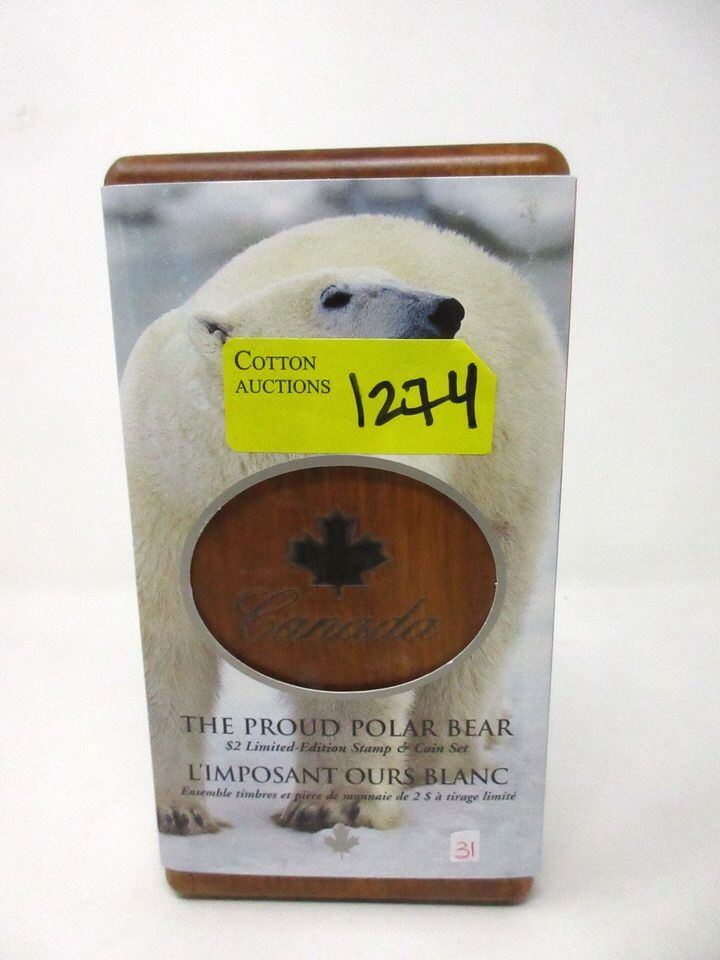 COTTON
AUCTIONS
1274
Canada
THE PROUD POLAR BEAR
$2 Limited-Edition Stamp & Coin Set
L'IMPOSANT OURS BLANC
Ensemble timbres et pièce de monnaie de 2 $ à tirage limité
31